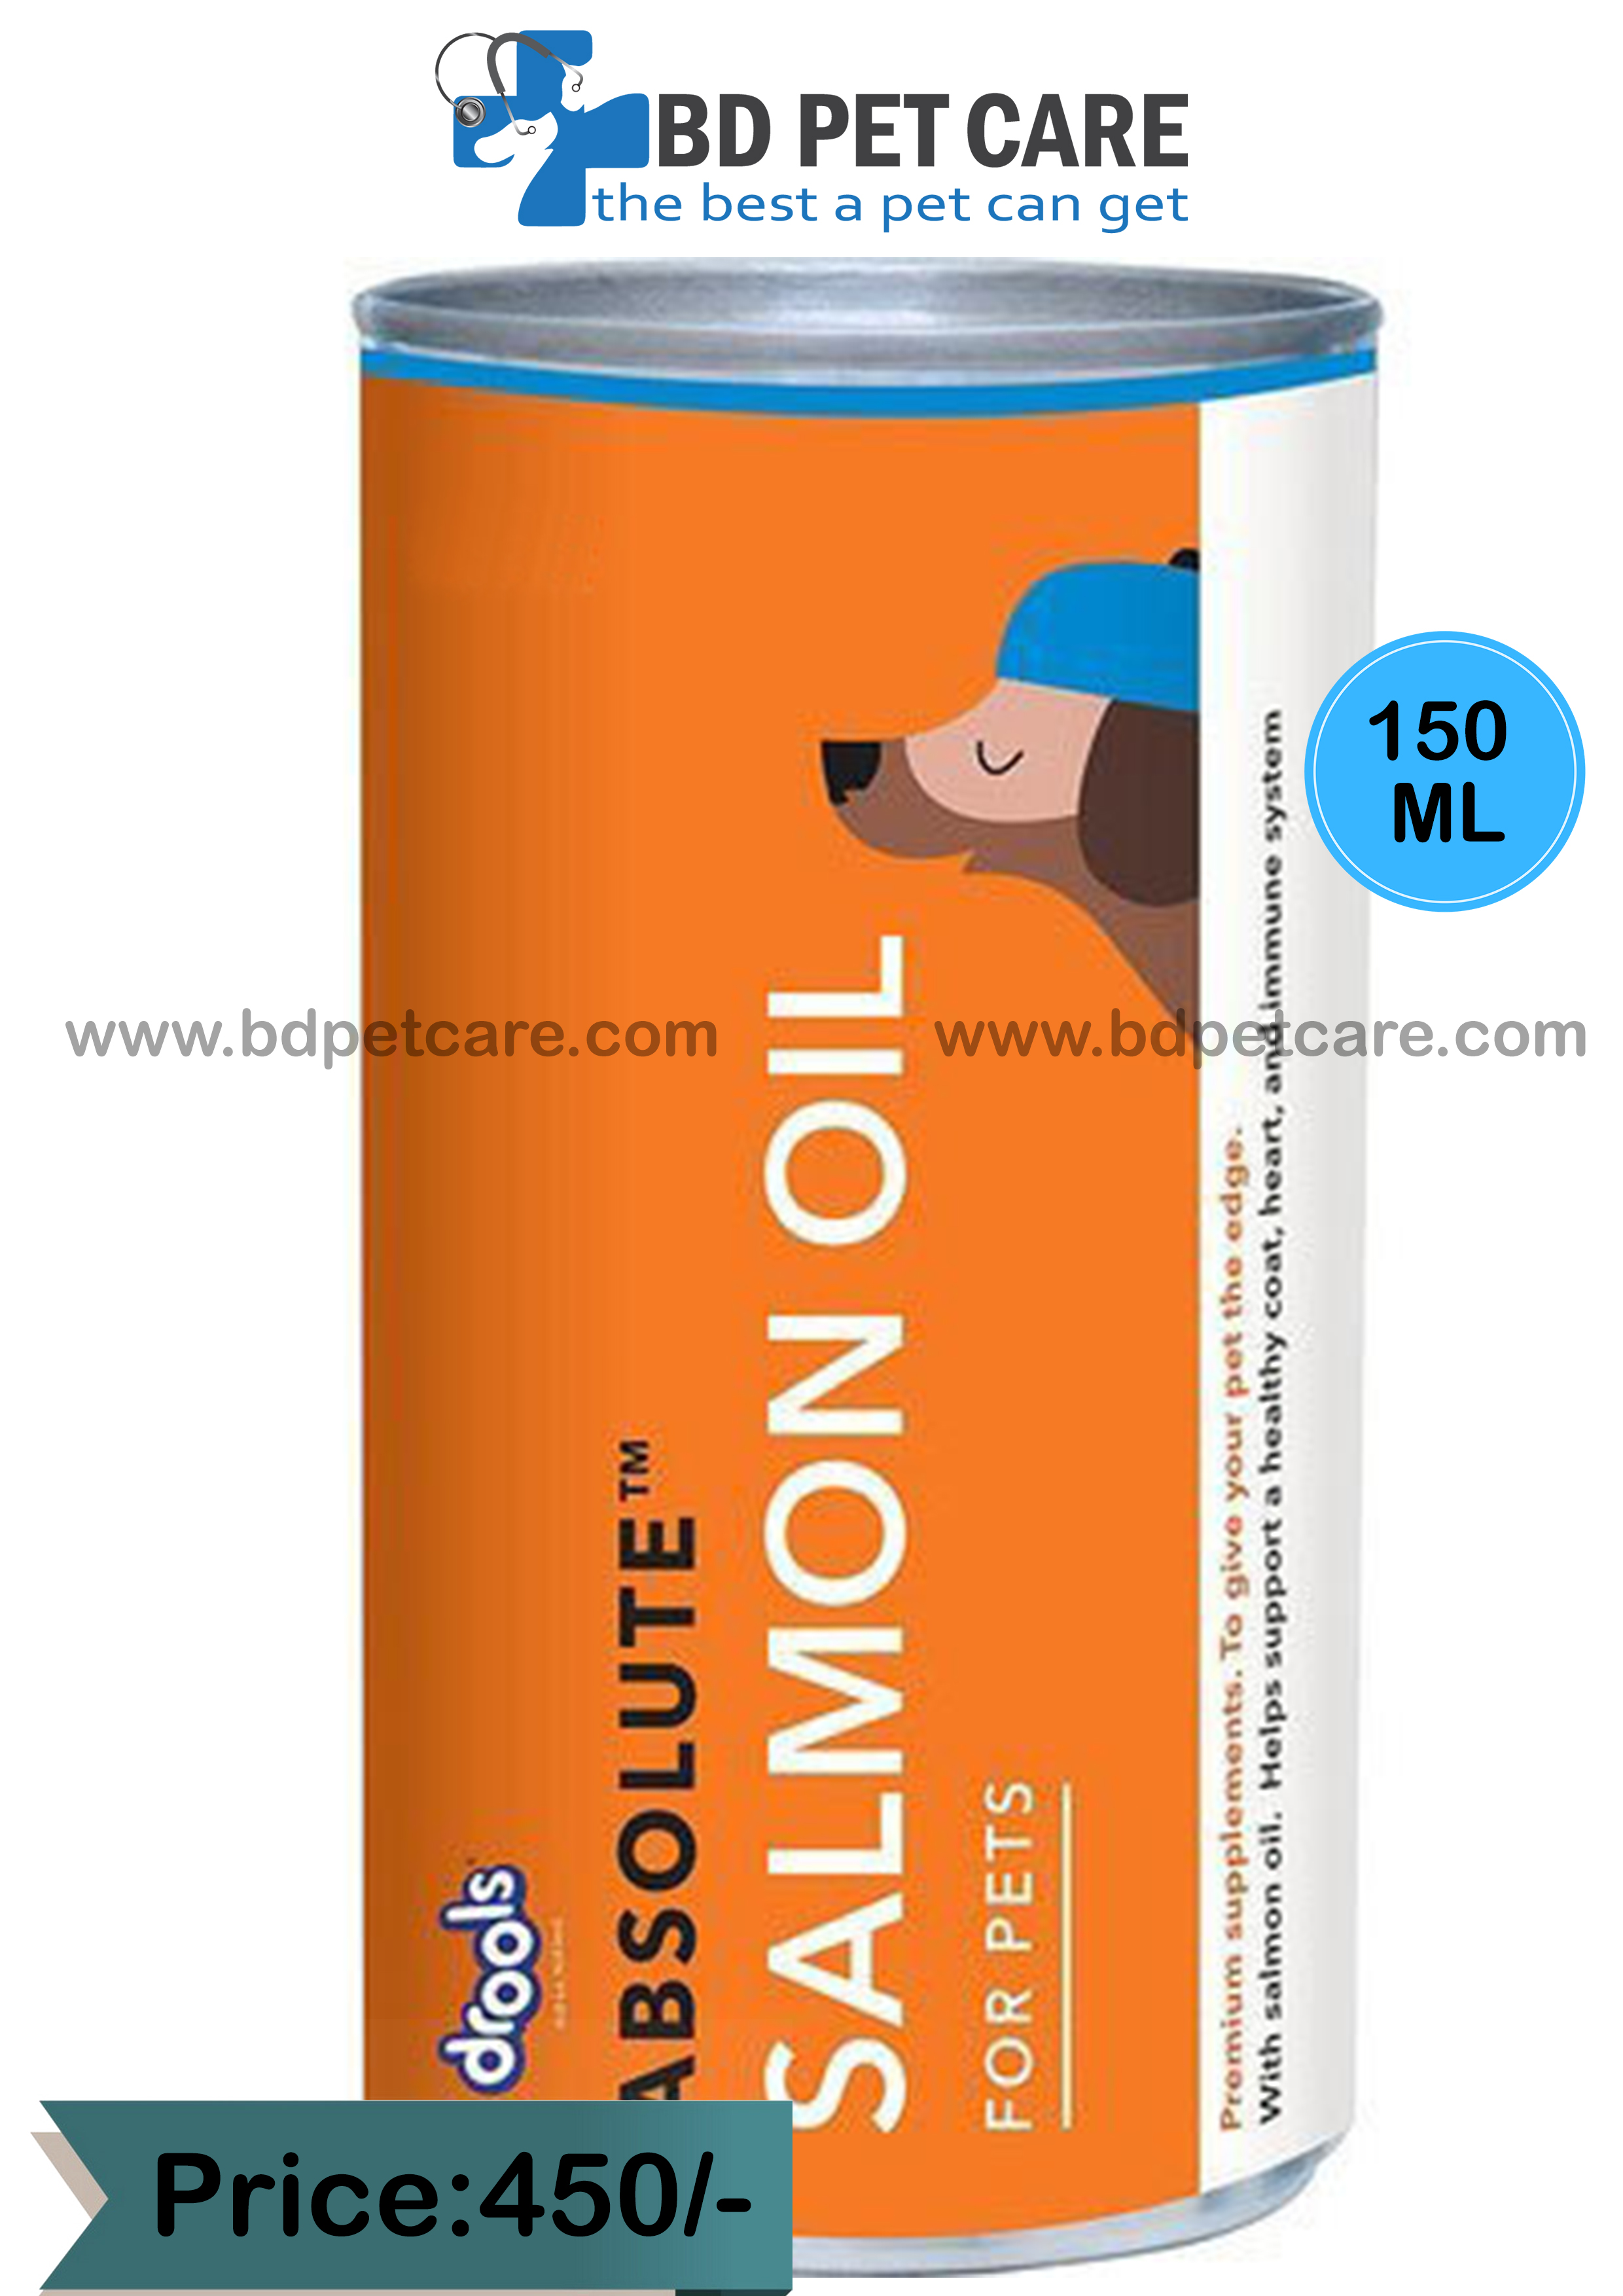 BD PET CARE
the best a pet can get
150
ML
www.bdpetcare.com www.bdpetcare.com
drools
ABSOLUTE™
SALMON OIL
FOR PETS
Premium supplements. To give your pet the edge.
With salmon oil. Helps support a healthy coat, heart, and immune system
Price:450/-